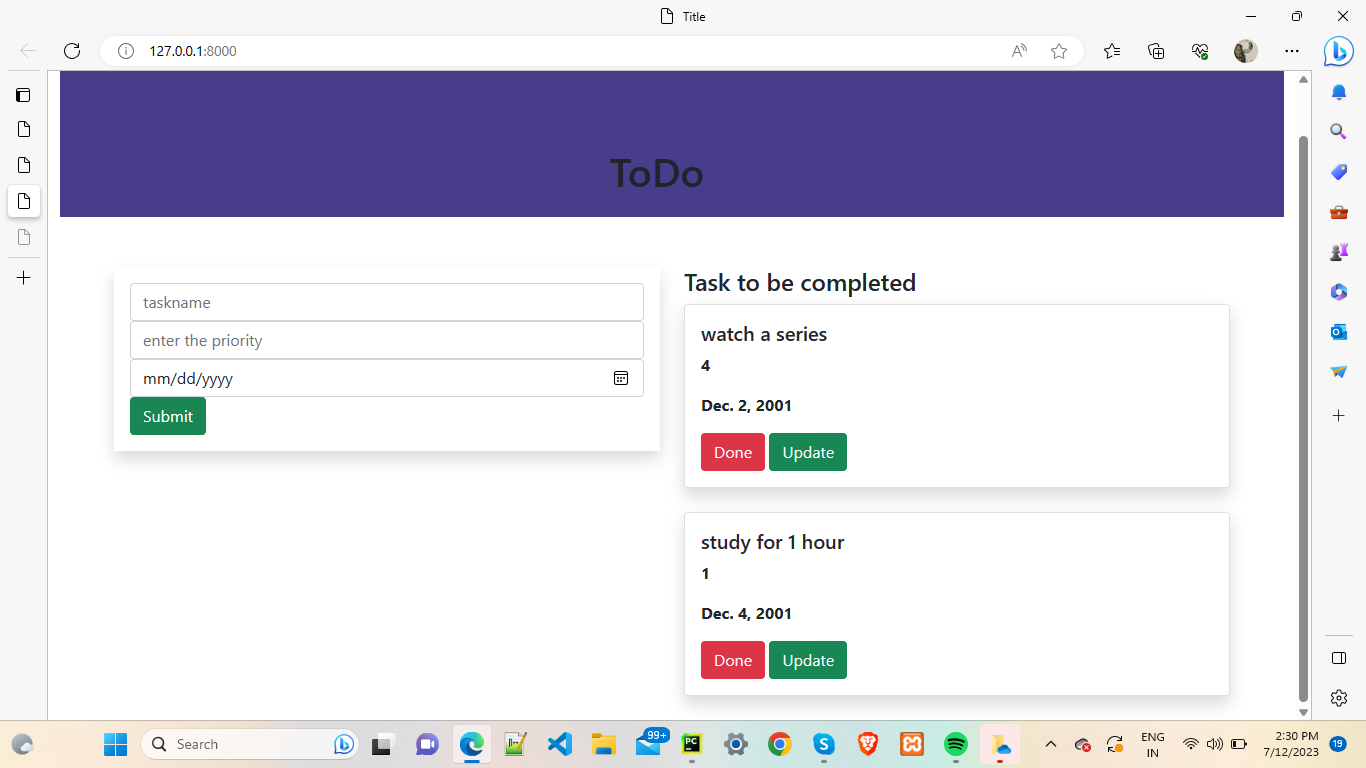 Title
127.0.0.1:8000
ToDo
taskname
enter the priority
mm/dd/yyyy
Submit
Task to be completed
watch a series
4
Dec. 2, 2001
Done Update
study for 1 hour
1
Dec. 4, 2001
Done Update
Search
99+
PC
ENG
IN
2:30 PM
7/12/2023
19